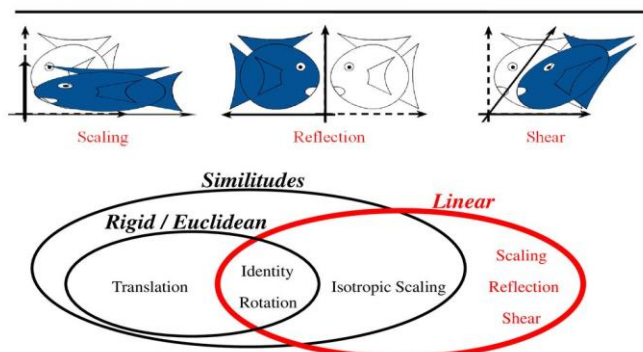 Scaling
Reflection
Shear
Similitudes
Linear
Rigid / Euclidean
Translation
Identity
Rotation
Isotropic Scaling
Scaling
Reflection
Shear